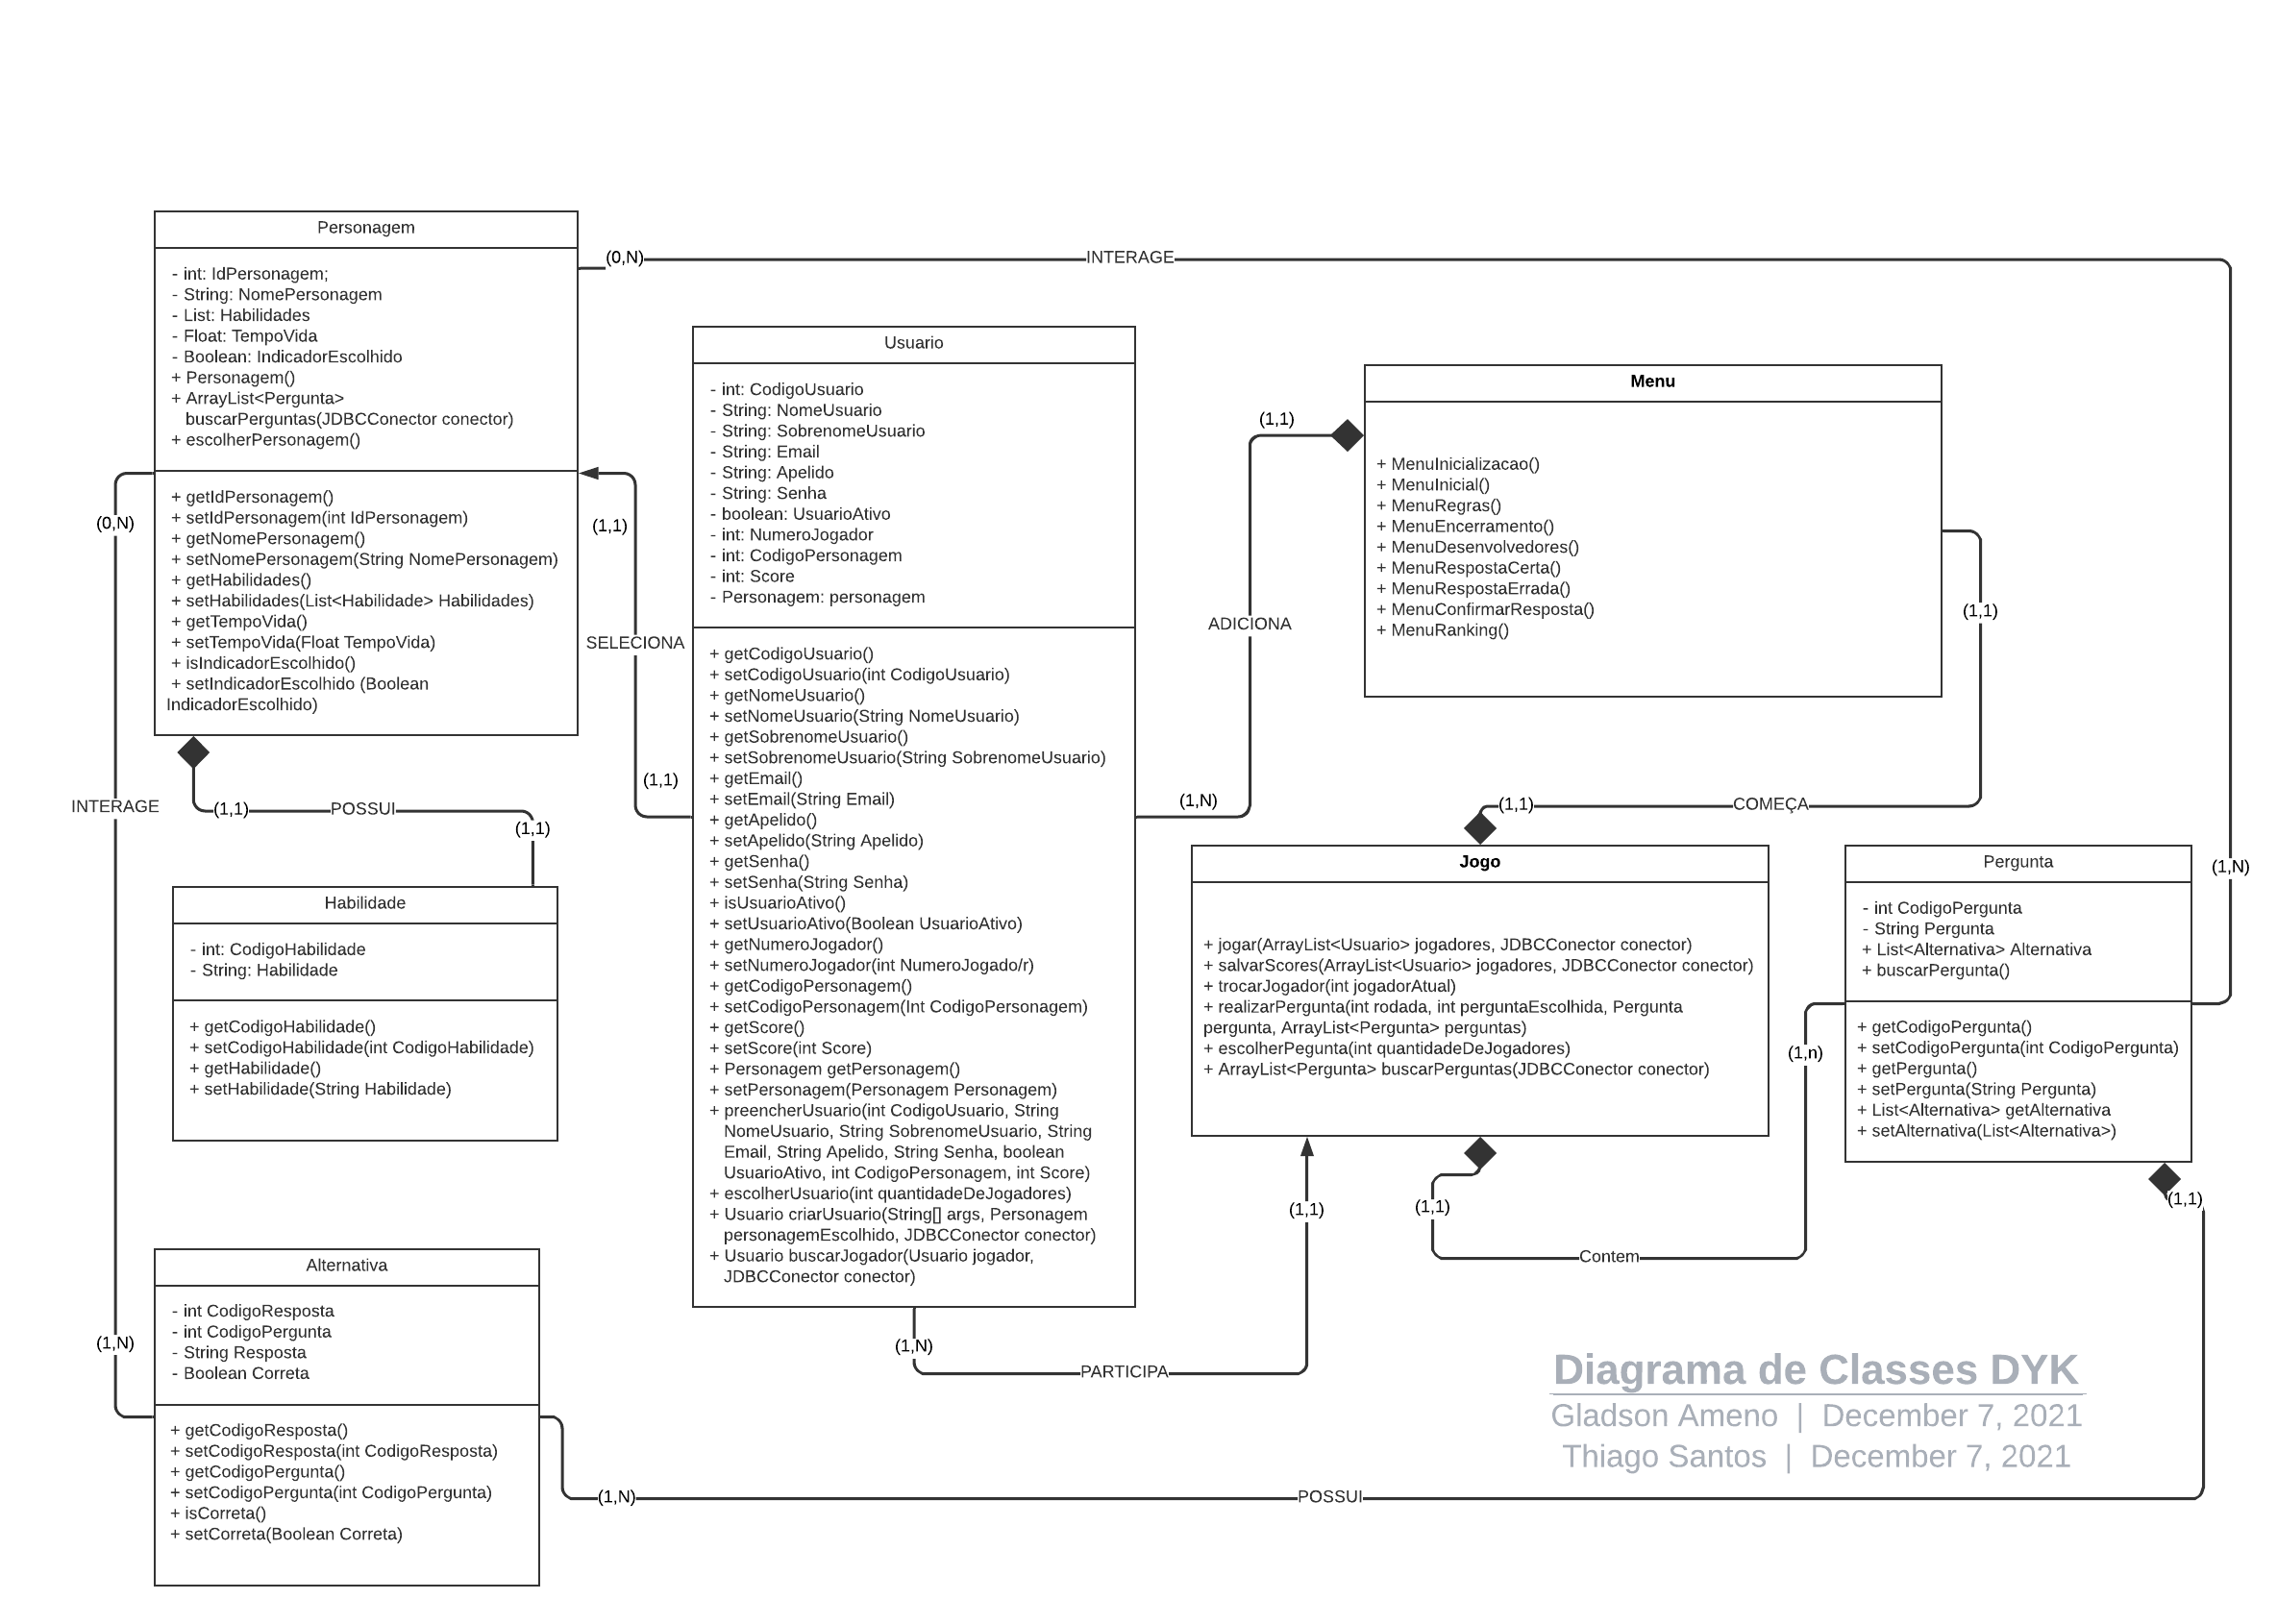 Personagem
- int: IdPersonagem;
- String: NomePersonagem
- List: Habilidades
- Float: TempoVida
- Boolean: IndicadorEscolhido
+ Personagem()
+ ArrayList<Pergunta>
buscarPerguntas(JDBCConector conector)
+ escolherPersonagem()
+ getIdPersonagem()
+ setIdPersonagem(int IdPersonagem)
+ getNomePersonagem()
+ setNomePersonagem(String NomePersonagem)
+ getHabilidades()
+ setHabilidades(List<Habilidade> Habilidades)
+ getTempoVida()
+ setTempoVida(Float TempoVida)
+ isIndicadorEscolhido()
+ setIndicadorEscolhido (Boolean
IndicadorEscolhido)
(0,N)
INTERAGE
(1,N)
(0,N)
INTERAGE
(1,N)
(1,1)
SELECIONA
(1,1)
(1,1)
POSSUI
(1,1)
Habilidade
- int: CodigoHabilidade
- String: Habilidade
+ getCodigoHabilidade()
+ setCodigoHabilidade(int CodigoHabilidade)
+ getHabilidade()
+ setHabilidade(String Habilidade)
Alternativa
- int CodigoResposta
- int CodigoPergunta
- String Resposta
- Boolean Correta
+ getCodigoResposta()
+ setCodigoResposta(int CodigoResposta)
+ getCodigoPergunta()
+ setCodigoPergunta(int CodigoPergunta)
+ isCorreta()
+ setCorreta(Boolean Correta)
Usuario
- int: CodigoUsuario
- String: NomeUsuario
- String: SobrenomeUsuario
- String: Email
- String: Apelido
- String: Senha
- boolean: UsuarioAtivo
- int: NumeroJogador
- int: CodigoPersonagem
- int: Score
- Personagem: personagem
+ getCodigoUsuario()
+ setCodigoUsuario(int CodigoUsuario)
+ getNomeUsuario()
+ setNomeUsuario(String NomeUsuario)
+ getSobrenomeUsuario()
+ setSobrenomeUsuario(String SobrenomeUsuario)
+ getEmail()
+ setEmail(String Email)
+ getApelido()
+ setApelido(String Apelido)
+ getSenha()
+ setSenha(String Senha)
+ isUsuarioAtivo()
+ setUsuarioAtivo(Boolean UsuarioAtivo)
+ getNumeroJogador()
+ setNumeroJogador(int NumeroJogado/r)
+ getCodigoPersonagem()
+ setCodigoPersonagem(Int CodigoPersonagem)
+ getScore()
+ setScore(int Score)
+ Personagem getPersonagem()
+ setPersonagem(Personagem Personagem)
+ preencherUsuario(int CodigoUsuario, String
NomeUsuario, String SobrenomeUsuario, String
Email, String Apelido, String Senha, boolean
UsuarioAtivo, int CodigoPersonagem, int Score)
+ escolherUsuario(int quantidadeDeJogadores)
+ Usuario criarUsuario(String[] args, Personagem
personagemEscolhido, JDBCConector conector)
+ Usuario buscarJogador(Usuario jogador,
JDBCConector conector)
(1,1)
ADICIONA
(1,N)
Menu
+ MenuInicializacao()
+ MenuInicial()
+ MenuRegras()
+ MenuEncerramento()
+ MenuDesenvolvedores()
+ MenuRespostaCerta()
+ MenuRespostaErrada()
+ MenuConfirmarResposta()
+ MenuRanking()
(1,1)
(1,1)
COMEÇA
Jogo
+ jogar(ArrayList<Usuario> jogadores, JDBCConector conector)
+ salvarScores(ArrayList<Usuario> jogadores, JDBCConector conector)
+ trocarJogador(int jogadorAtual)
+ realizarPergunta(int rodada, int perguntaEscolhida, Pergunta
pergunta, ArrayList<Pergunta> perguntas)
+ escolherPegunta(int quantidadeDeJogadores)
+ ArrayList<Pergunta> buscarPerguntas(JDBCConector conector)
Pergunta
- int CodigoPergunta
- String Pergunta
+ List<Alternativa> Alternativa
+ buscarPergunta()
+ getCodigoPergunta()
+ setCodigoPergunta(int CodigoPergunta)
+ getPergunta()
+ setPergunta(String Pergunta)
+ List<Alternativa> getAlternativa
+ setAlternativa(List<Alternativa>)
(1,n)
(1,1)
Contem
(1,1)
(1,N)
PARTICIPA
(1,1)
(1,N)
POSSUI
Diagrama de Classes DYK
Gladson Ameno | December 7, 2021
Thiago Santos | December 7, 2021